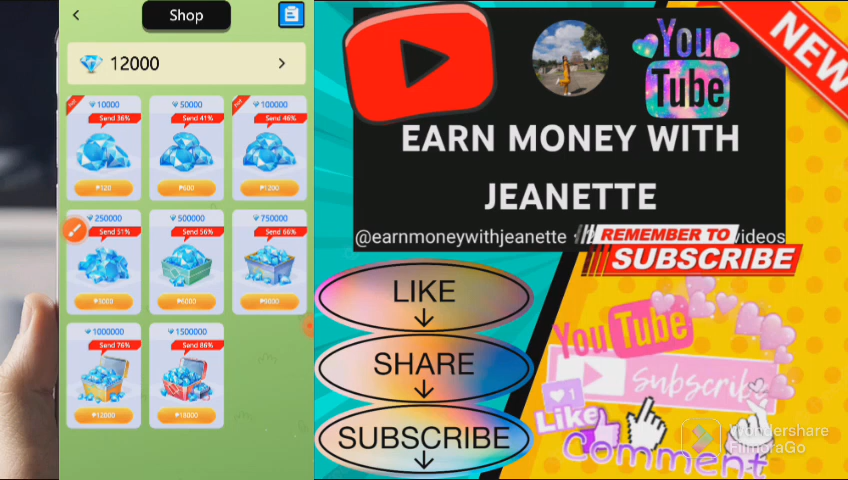 Shop
12000
10000
50000
100000
Send 36%
Send 41%
Send 46%
₱120
₱600
₱1200
250000
500000
750000
Send 51%
Send 56%
Send 66%
₱3000
₱6000
₱9000
1000000
1500000
Send 76%
Send 86%
₱12000
₱18000
You
Tube
NEW
EARN MONEY WITH
JEANETTE
@earnmoneywithjeanette
videos
REMEMBER TO
SUBSCRIBE
LIKE
SHARE
SUBSCRIBE
YouTube
subscribe
1
Like
Comment
Wondershare
FilmoraGo